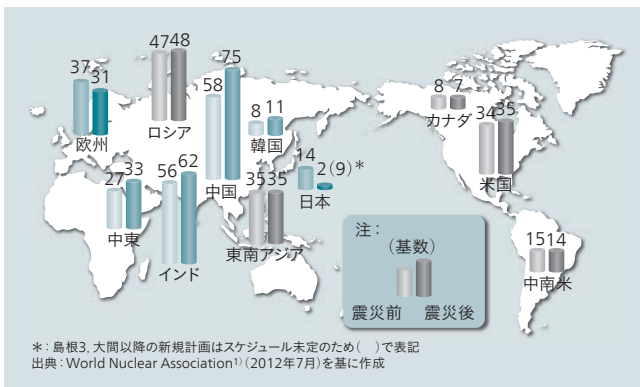 47 48
75
37
31
58
8 11
8 7
34 35
カナダ
ロシア
欧州
韓国
27 33
56 62
中国
35 35
14
2(9)*
日本
米国
中東
インド
東南アジア
注:
(基数)
震災前 震災後
15 14
中南米
*:島根3,大間以降の新規計画はスケジュール未定のため( )で表記
出典:World Nuclear Association1)(2012年7月)を基に作成